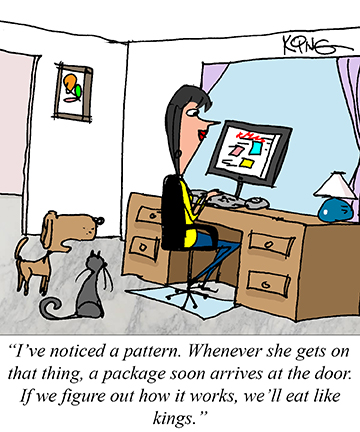 KPNG
“I’ve noticed a pattern. Whenever she gets on
that thing, a package soon arrives at the door.
If we figure out how it works, we’ll eat like
kings.”